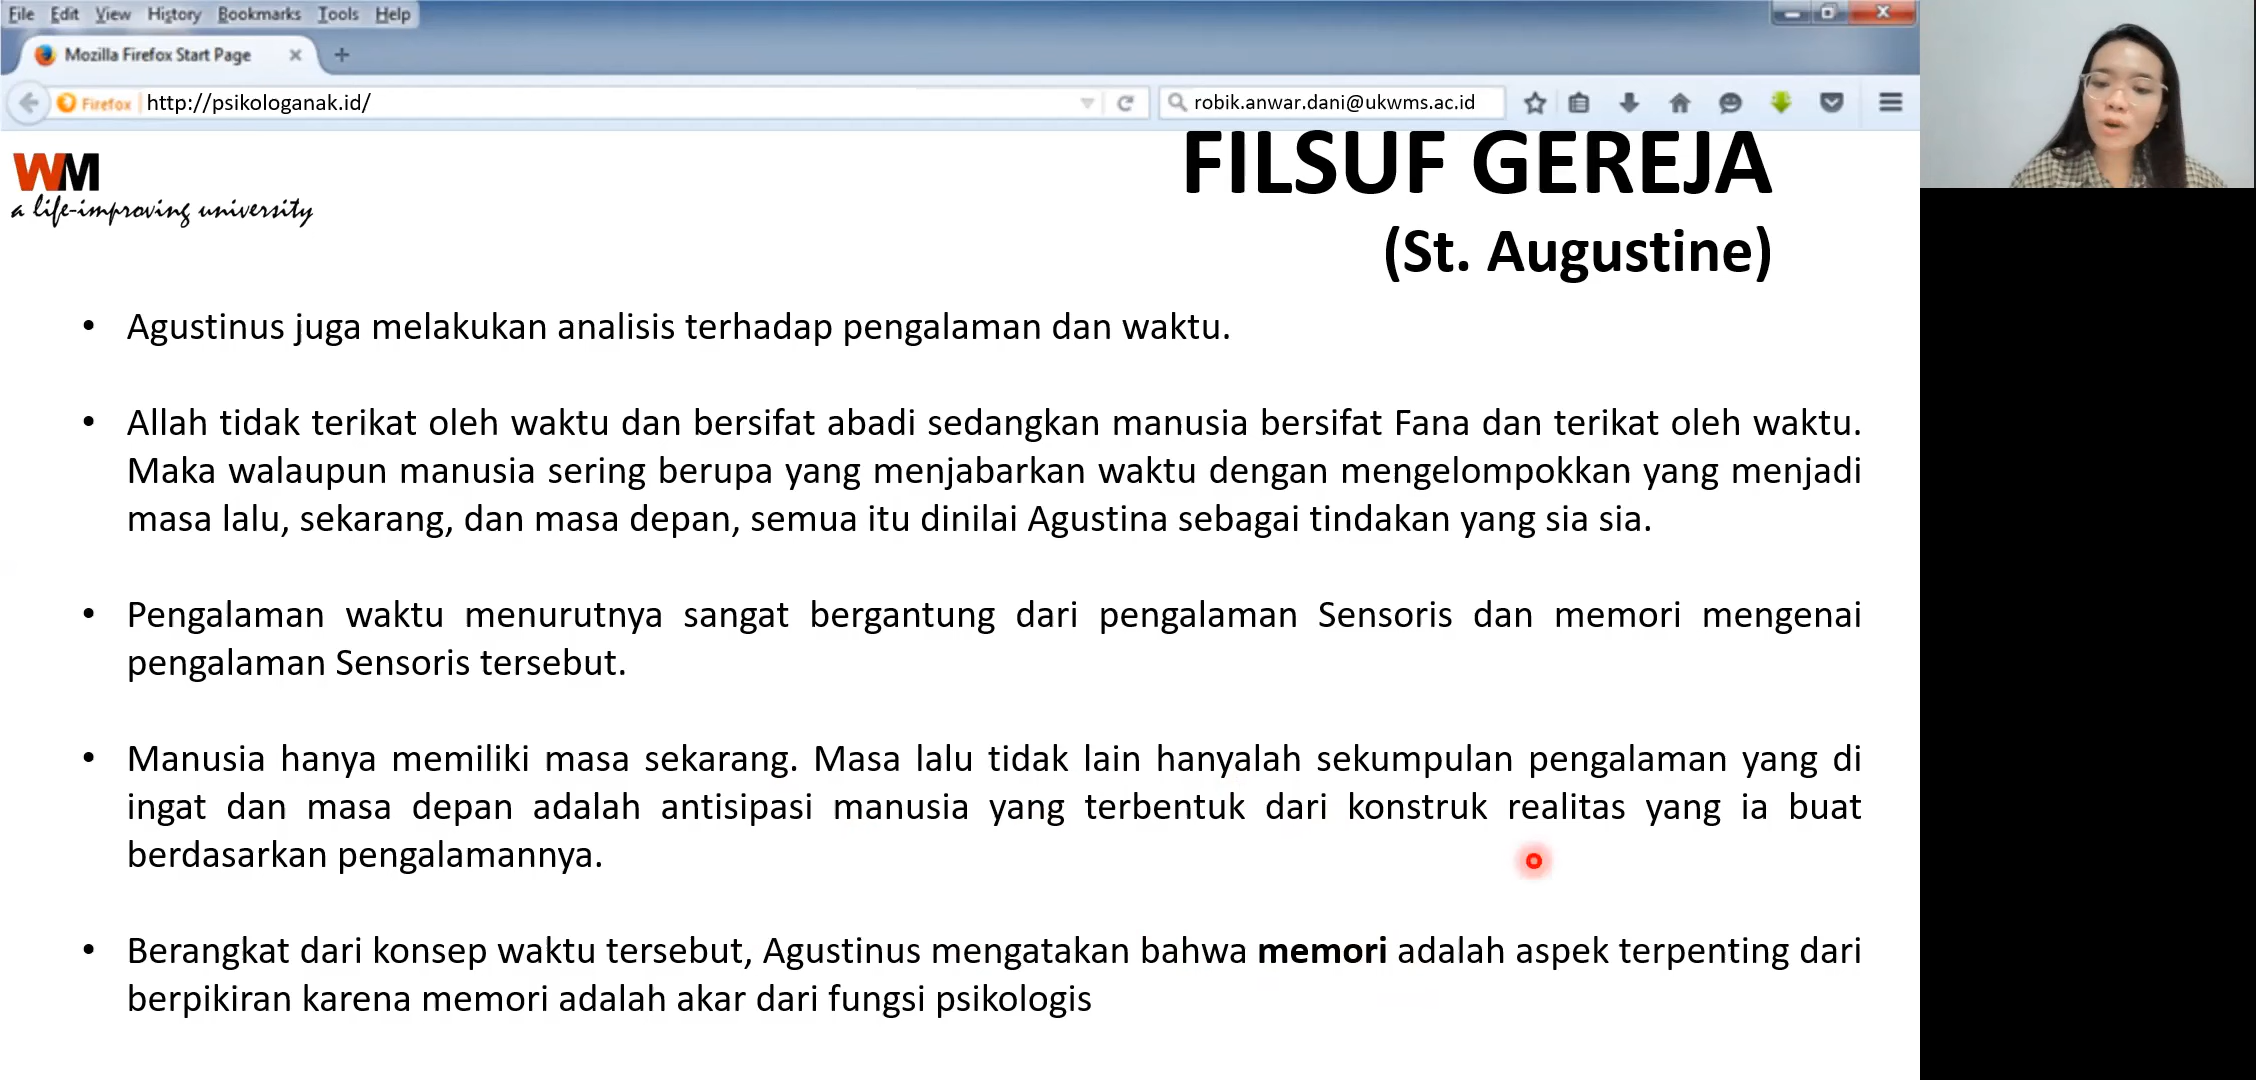 File Edit View History Bookmarks Tools Help
Mozilla Firefox Start Page
Firefox http://psikologanak.id/
robik.anwar.dani@ukwms.ac.id
WM
a life-improving university
FILSUF GEREJA
(St. Augustine)
• Agustinus juga melakukan analisis terhadap pengalaman dan waktu.
• Allah tidak terikat oleh waktu dan bersifat abadi sedangkan manusia bersifat Fana dan terikat oleh waktu.
Maka walaupun manusia sering berupa yang menjabarkan waktu dengan mengelompokkan yang menjadi
masa lalu, sekarang, dan masa depan, semua itu dinilai Agustina sebagai tindakan yang sia sia.
• Pengalaman waktu menurutnya sangat bergantung dari pengalaman Sensoris dan memori mengenai
pengalaman Sensoris tersebut.
• Manusia hanya memiliki masa sekarang. Masa lalu tidak lain hanyalah sekumpulan pengalaman yang di
ingat dan masa depan adalah antisipasi manusia yang terbentuk dari konstruk realitas yang ia buat
berdasarkan pengalamannya.
• Berangkat dari konsep waktu tersebut, Agustinus mengatakan bahwa memori adalah aspek terpenting dari
berpikiran karena memori adalah akar dari fungsi psikologis